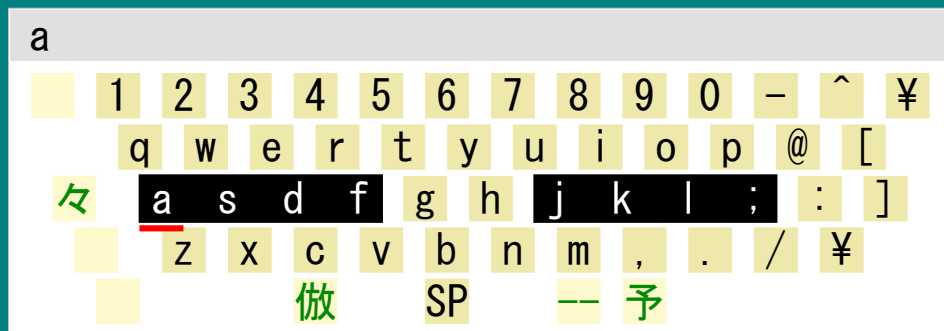 a
1 2 3 4 5 6 7 8 9 0 - ^ ¥
q w e r t y u i o p @ [
々 a s d f g h j k l ; : ]
z x c v b n m , . / ¥
倣 SP -- 予